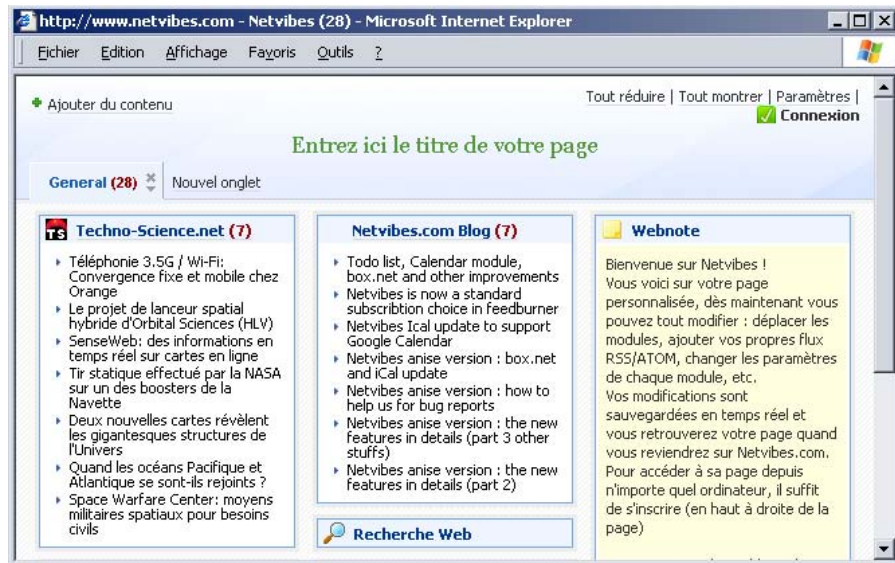 http://www.netvibes.com - Netvibes (28) - Microsoft Internet Explorer
Fichier Edition Affichage Favoris Outils ?
Ajouter du contenu
Tout réduire | Tout montrer | Paramètres |
Connexion
Entrez ici le titre de votre page
General (28) Nouvel onglet
TS Techno-Science.net (7)
Téléphonie 3.5G / Wi-Fi:
Convergence fixe et mobile chez
Orange
Le projet de lanceur spatial
hybride d'Orbital Sciences (HLV)
SenseWeb: des informations en
temps réel sur cartes en ligne
Tir statique effectué par la NASA
sur un des boosters de la
Navette
Deux nouvelles cartes révèlent
les gigantesques structures de
l'Univers
Quand les océans Pacifique et
Atlantique se sont-ils rejoints ?
Space Warfare Center: moyens
militaires spatiaux pour besoins
civils
Netvibes.com Blog (7)
Todo list, Calendar module,
box.net and other improvements
Netvibes is now a standard
subscribtion choice in feedburner
Netvibes Ical update to support
Google Calendar
Netvibes anise version : box.net
and iCal update
Netvibes anise version : how to
help us for bug reports
Netvibes anise version : the new
features in details (part 3 other
stuffs)
Netvibes anise version : the new
features in details (part 2)
Recherche Web
Webnote
Bienvenue sur Netvibes !
Vous voici sur votre page
personnalisée, dès maintenant vous
pouvez tout modifier : déplacer les
modules, ajouter vos propres flux
RSS/ATOM, changer les paramètres
de chaque module, etc.
Vos modifications sont
sauvegardées en temps réel et
vous retrouverez votre page quand
vous reviendrez sur Netvibes.com.
Pour accéder à sa page depuis
n'importe quel ordinateur, il suffit
de s'inscrire (en haut à droite de la
page)